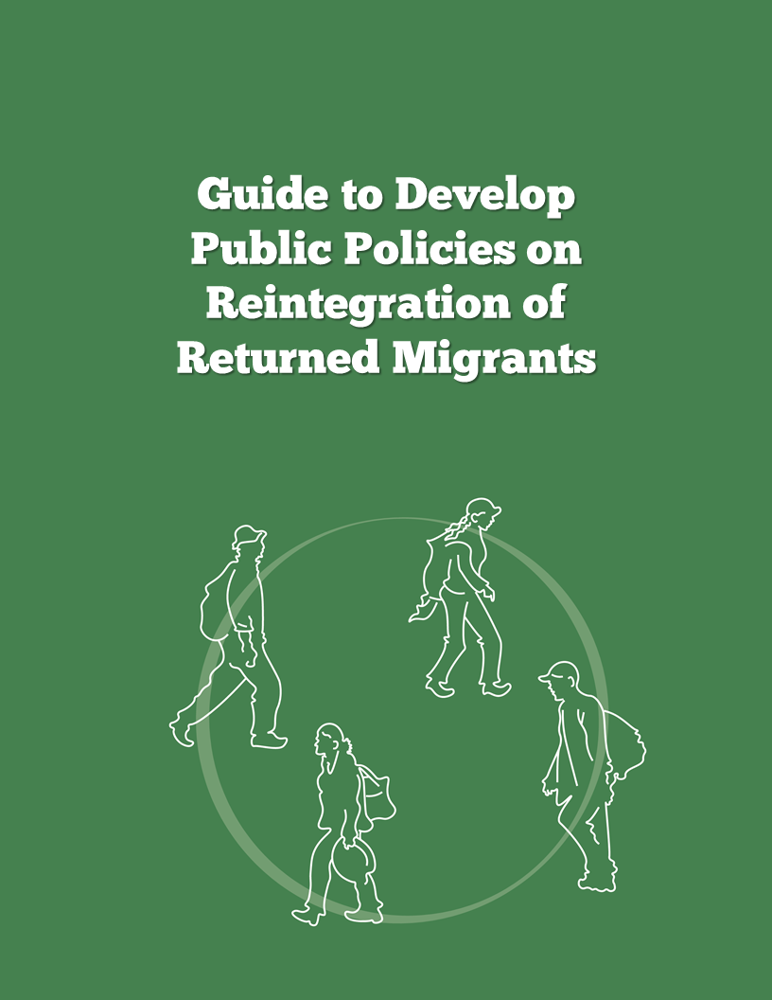 Guide to Develop
Public Policies on
Reintegration of
Returned Migrants